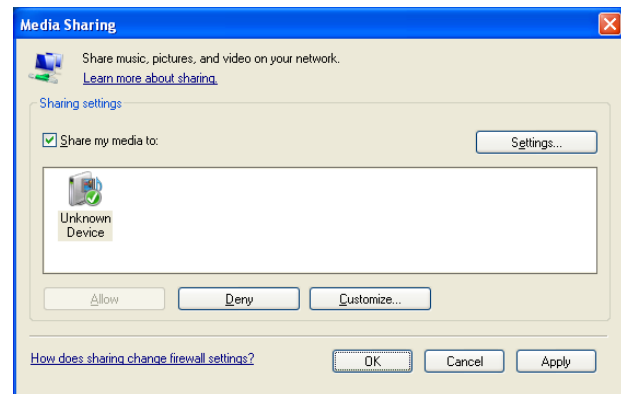 Media Sharing
Share music, pictures, and video on your network.
Learn more about sharing.
Sharing settings
Share my media to:
Settings...
Unknown
Device
Allow
Deny
Customize...
How does sharing change firewall settings?
OK
Cancel
Apply